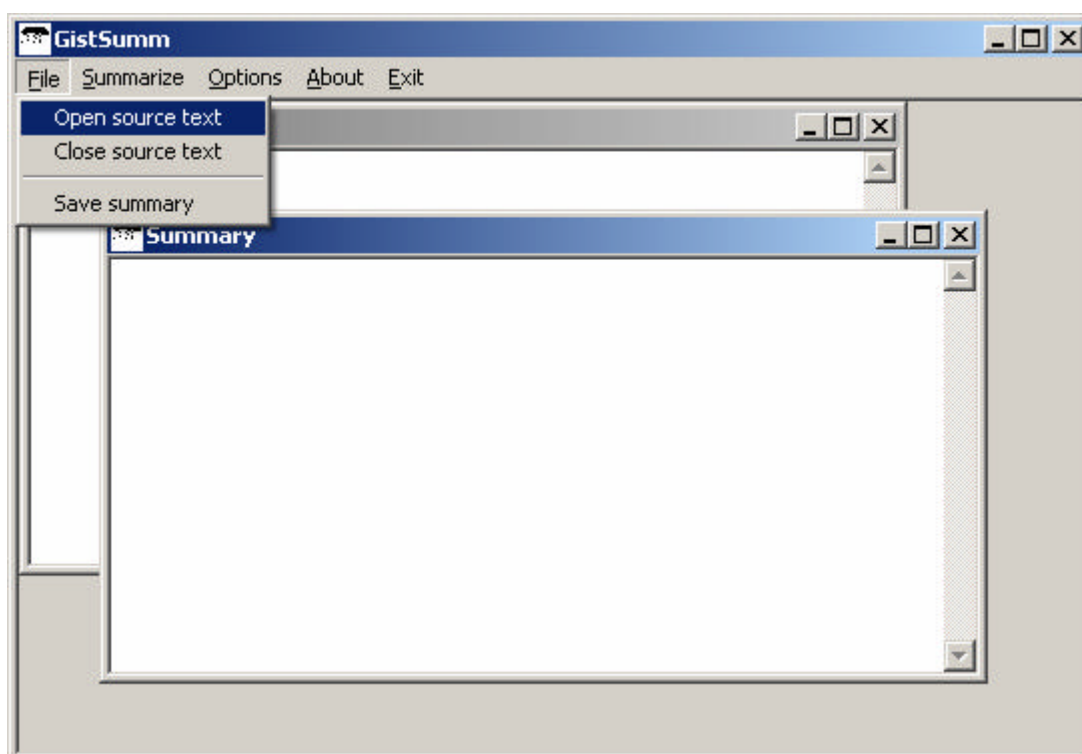 GistSumm
File Summarize Options About Exit
Open source text
Close source text
Save summary
Summary